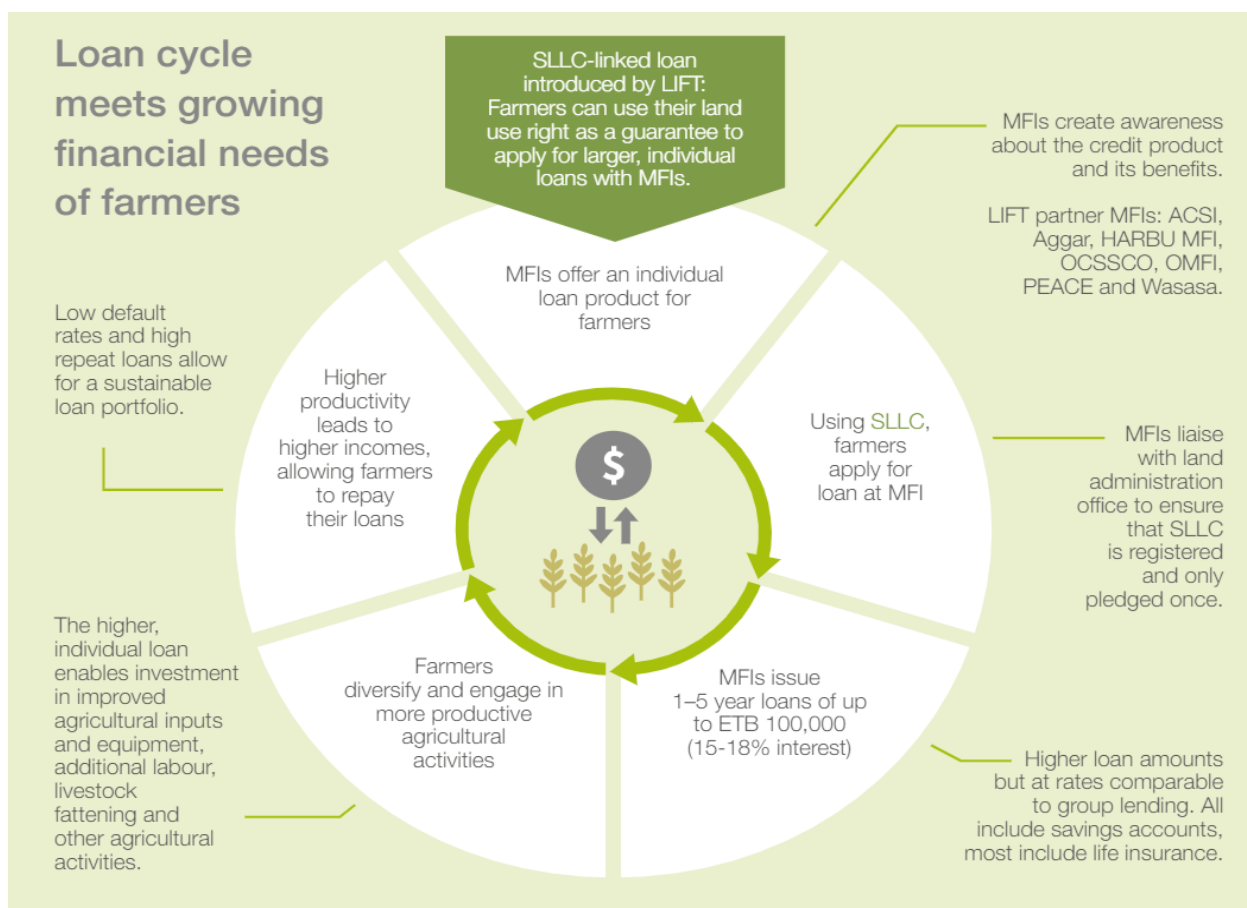 Loan cycle
meets growing
financial needs
of farmers
SLLC-linked loan
introduced by LIFT:
Farmers can use their land
use right as a guarantee to
apply for larger, individual
loans with MFIs.
MFIs offer an individual
loan product for
farmers
MFIs create awareness
about the credit product
and its benefits.
LIFT partner MFIs: ACSI,
Aggar, HARBU MFI,
OCSSCO, OMFI,
PEACE and Wasasa.
Using SLLC,
farmers
apply for
loan at MFI
MFIs liaise
with land
administration
office to ensure
that SLLC
is registered
and only
pledged once.
MFIs issue
1–5 year loans of up
to ETB 100,000
(15-18% interest)
Higher loan amounts
but at rates comparable
to group lending. All
include savings accounts,
most include life insurance.
Farmers
diversify and engage in
more productive
agricultural
activities
The higher,
individual loan
enables investment
in improved
agricultural inputs
and equipment,
additional labour,
livestock
fattening and
other agricultural
activities.
Higher
productivity
leads to
higher incomes,
allowing farmers
to repay
their loans
Low default
rates and high
repeat loans allow
for a sustainable
loan portfolio.
$